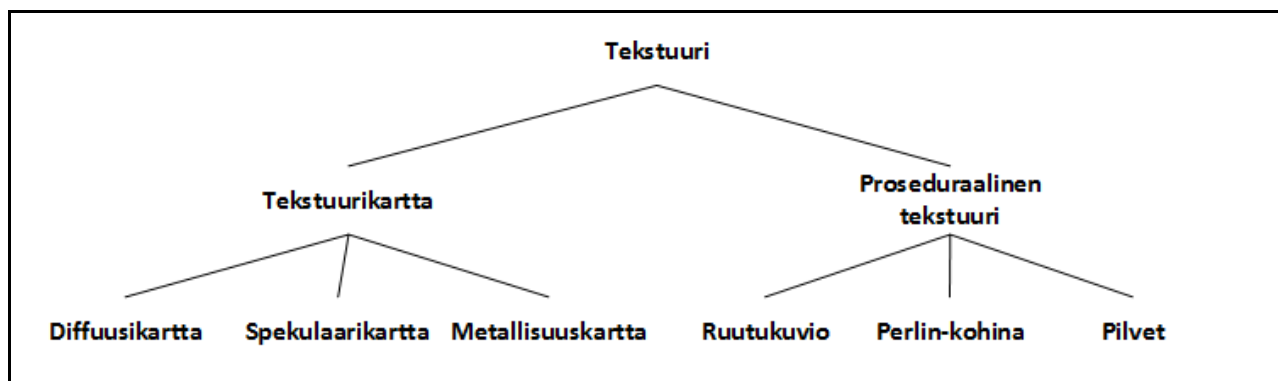 Tekstuuri
Tekstuurikartta
Proseduraalinen
tekstuuri
Diffuusikartta Spekulaarikartta Metallisuuskartta Ruutukuvio Perlin-kohina Pilvet